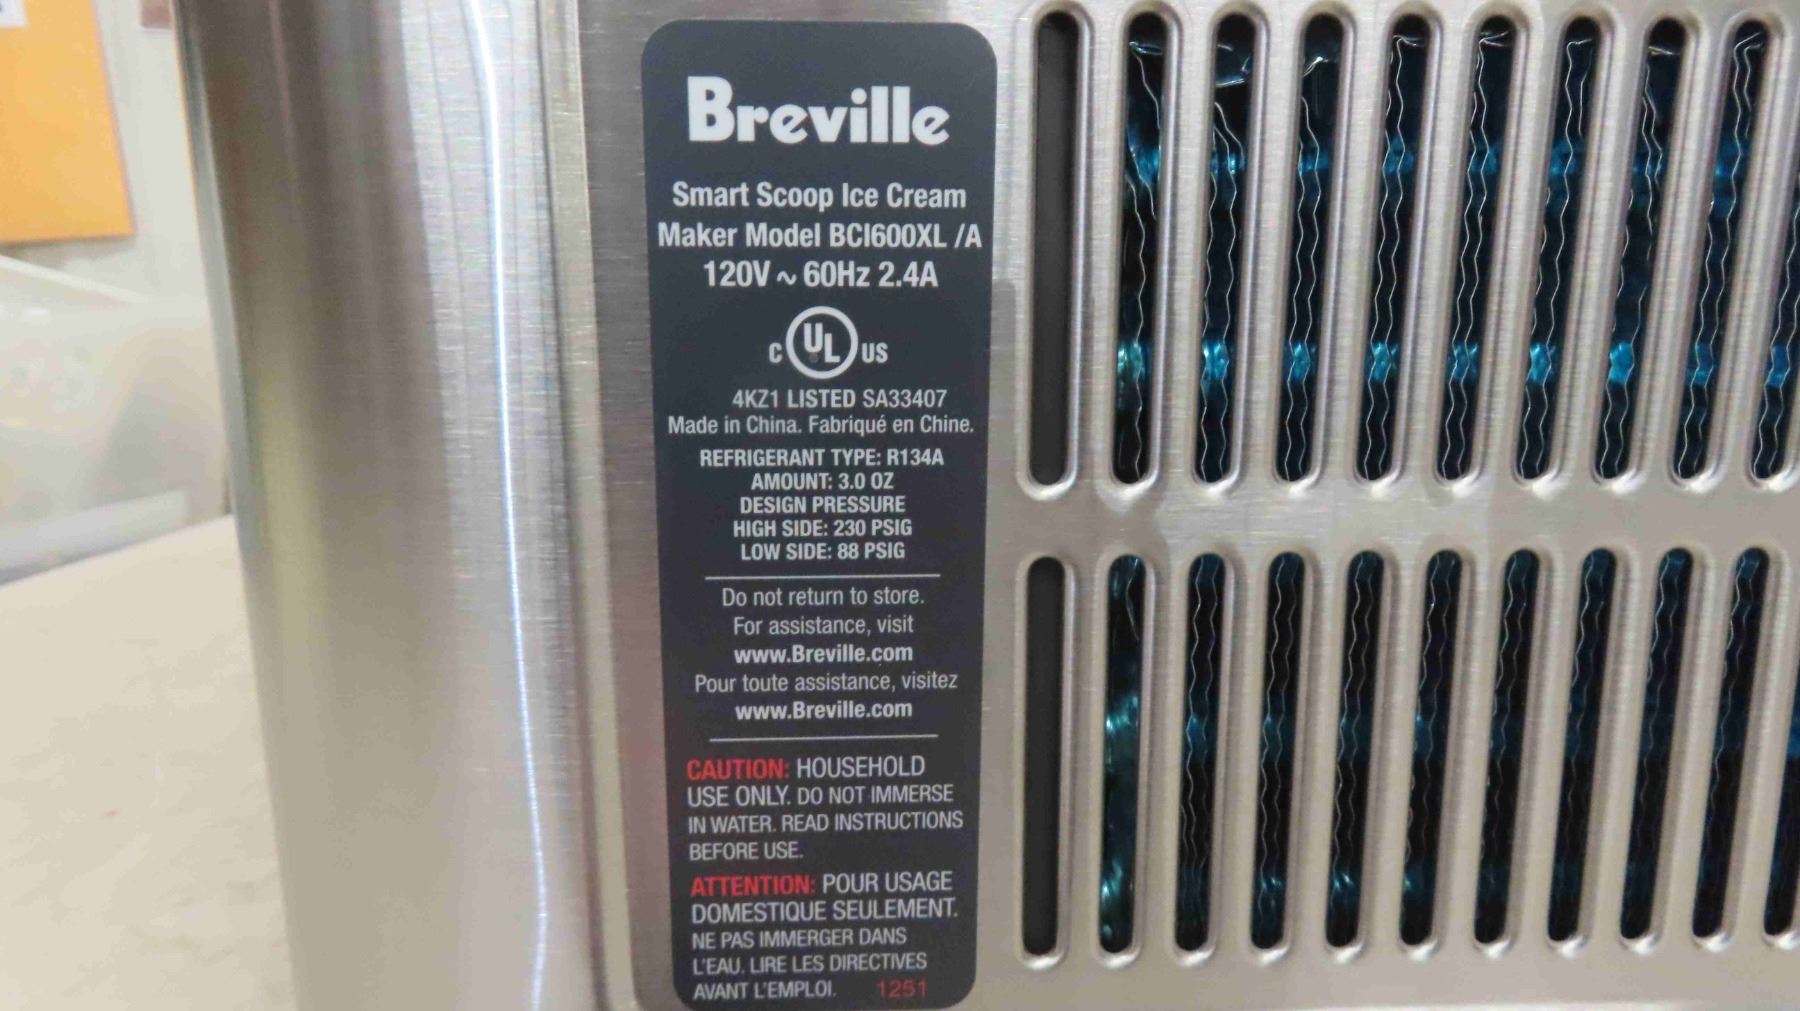 Breville
Smart Scoop Ice Cream
Maker Model BCI600XL /A
120V ~ 60Hz 2.4A
C UL US
4KZ1 LISTED SA33407
Made in China. Fabriqué en Chine.
REFRIGERANT TYPE: R134A
AMOUNT: 3.0 OZ
DESIGN PRESSURE
HIGH SIDE: 230 PSIG
LOW SIDE: 88 PSIG
Do not return to store.
For assistance, visit
www.Breville.com
Pour toute assistance, visitez
www.Breville.com
CAUTION: HOUSEHOLD
USE ONLY. DO NOT IMMERSE
IN WATER. READ INSTRUCTIONS
BEFORE USE.
ATTENTION: POUR USAGE
DOMESTIQUE SEULEMENT.
NE PAS IMMERGER DANS
L'EAU. LIRE LES DIRECTIVES
AVANT L'EMPLOI. 1251